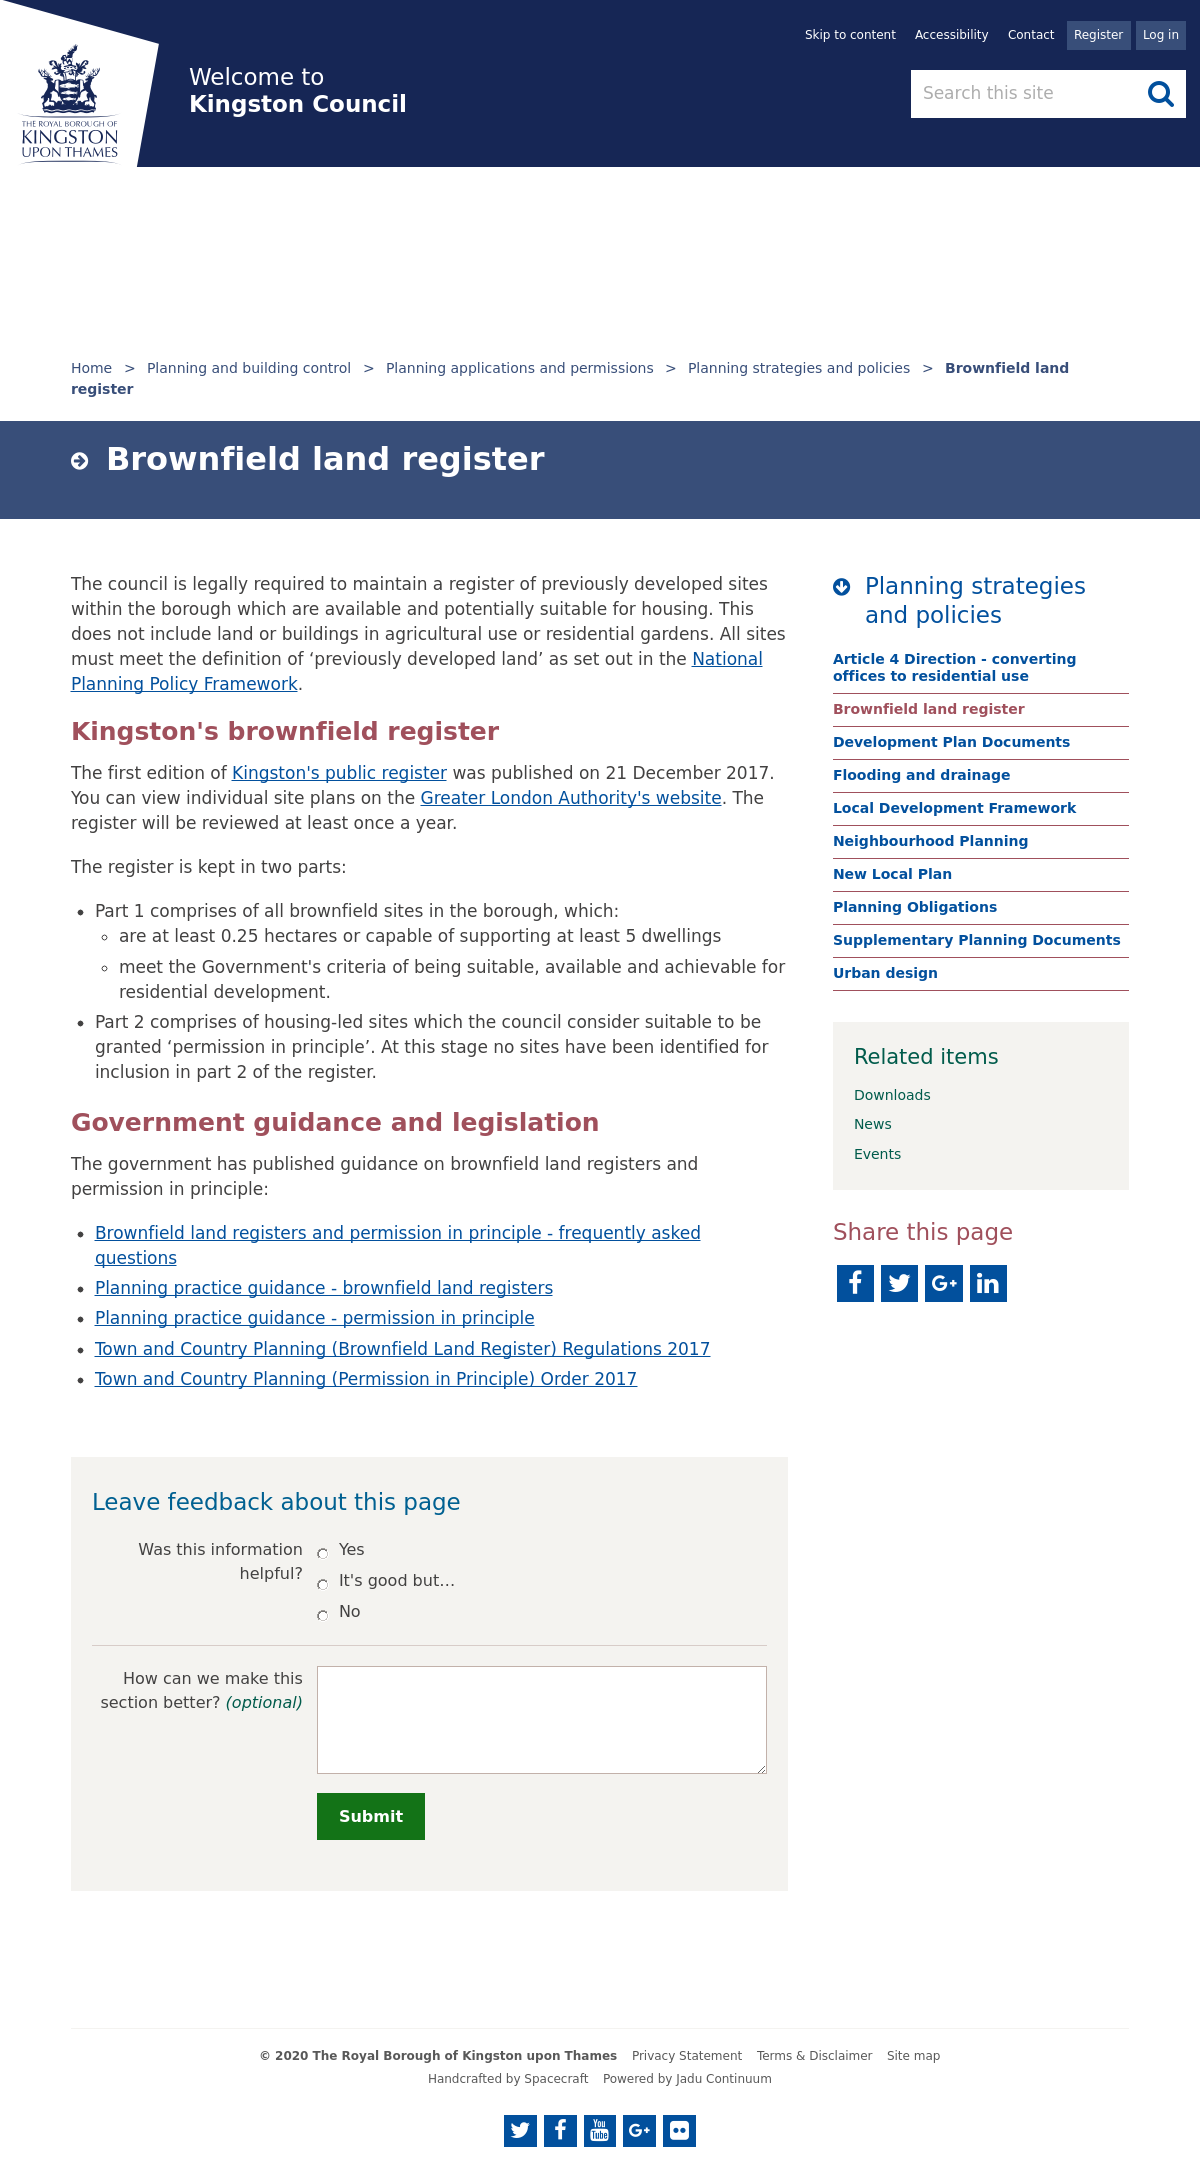 Skip to content Accessibility Contact Register Log in
Welcome to
Kingston Council
Search this site
THE ROYAL BOROUGH OF
KINGSTON
UPON THAMES
Home > Planning and building control > Planning applications and permissions > Planning strategies and policies > Brownfield land
register
Brownfield land register
The council is legally required to maintain a register of previously developed sites
within the borough which are available and potentially suitable for housing. This
does not include land or buildings in agricultural use or residential gardens. All sites
must meet the definition of ‘previously developed land’ as set out in the National
Planning Policy Framework.
Kingston's brownfield register
The first edition of Kingston's public register was published on 21 December 2017.
You can view individual site plans on the Greater London Authority's website. The
register will be reviewed at least once a year.
The register is kept in two parts:
• Part 1 comprises of all brownfield sites in the borough, which:
◦ are at least 0.25 hectares or capable of supporting at least 5 dwellings
◦ meet the Government's criteria of being suitable, available and achievable for
residential development.
• Part 2 comprises of housing-led sites which the council consider suitable to be
granted ‘permission in principle’. At this stage no sites have been identified for
inclusion in part 2 of the register.
Government guidance and legislation
The government has published guidance on brownfield land registers and
permission in principle:
• Brownfield land registers and permission in principle - frequently asked
questions
• Planning practice guidance - brownfield land registers
• Planning practice guidance - permission in principle
• Town and Country Planning (Brownfield Land Register) Regulations 2017
• Town and Country Planning (Permission in Principle) Order 2017
Leave feedback about this page
Was this information
helpful?
Yes
It's good but…
No
How can we make this
section better? (optional)
Submit
Planning strategies
and policies
Article 4 Direction - converting
offices to residential use
Brownfield land register
Development Plan Documents
Flooding and drainage
Local Development Framework
Neighbourhood Planning
New Local Plan
Planning Obligations
Supplementary Planning Documents
Urban design
Related items
Downloads
News
Events
Share this page
© 2020 The Royal Borough of Kingston upon Thames Privacy Statement Terms & Disclaimer Site map
Handcrafted by Spacecraft Powered by Jadu Continuum
You
Tube